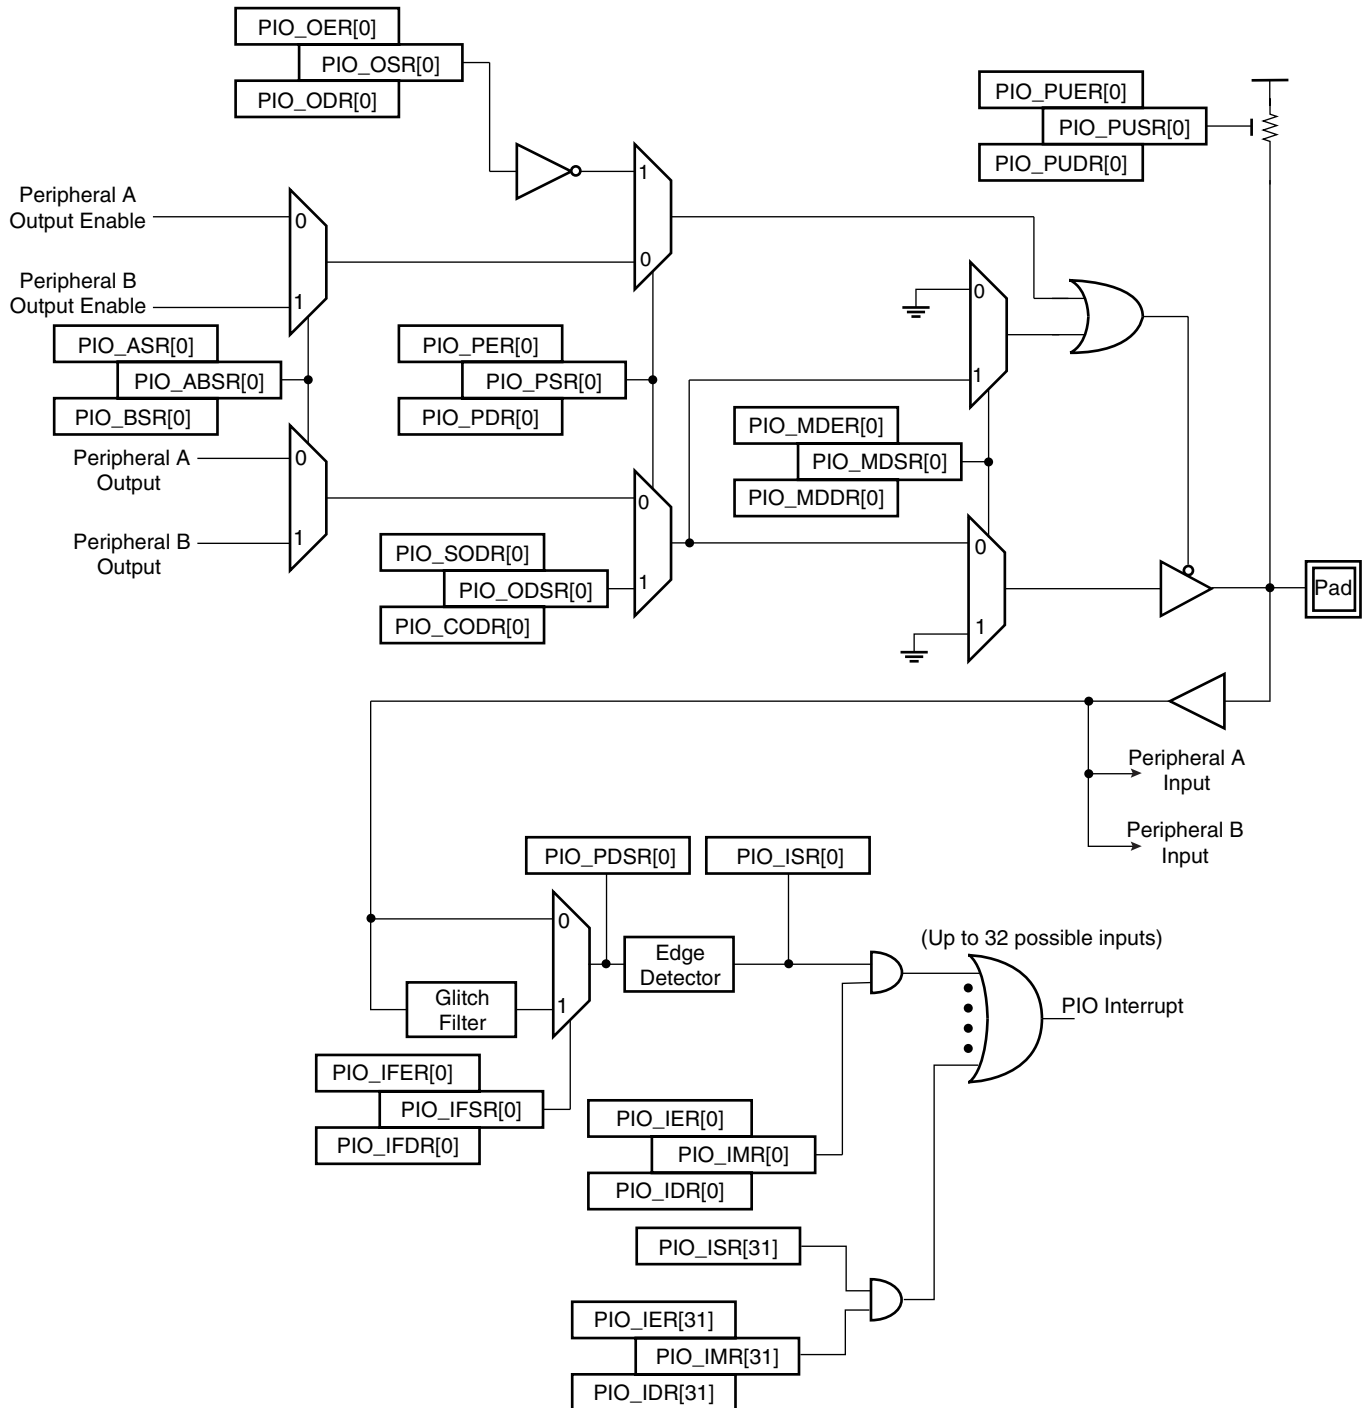 PIO_OER[0]
PIO_OSR[0]
PIO_ODR[0]
PIO_PUER[0]
PIO_PUSR[0]
PIO_PUDR[0]
1
0
Peripheral A
Output Enable
Peripheral B
Output Enable
0
1
PIO_ASR[0]
PIO_ABSR[0]
PIO_BSR[0]
PIO_PER[0]
PIO_PSR[0]
PIO_PDR[0]
0
1
PIO_MDER[0]
PIO_MDSR[0]
PIO_MDDR[0]
Peripheral A
Output
Peripheral B
Output
0
1
0
1
PIO_SODR[0]
PIO_ODSR[0]
PIO_CODR[0]
0
1
Pad
Peripheral A
Input
Peripheral B
Input
PIO_PDSR[0]
PIO_ISR[0]
0
1
Edge
Detector
Glitch
Filter
(Up to 32 possible inputs)
PIO Interrupt
PIO_IFER[0]
PIO_IFSR[0]
PIO_IFDR[0]
PIO_IER[0]
PIO_IMR[0]
PIO_IDR[0]
PIO_ISR[31]
PIO_IER[31]
PIO_IMR[31]
PIO_IDR[31]